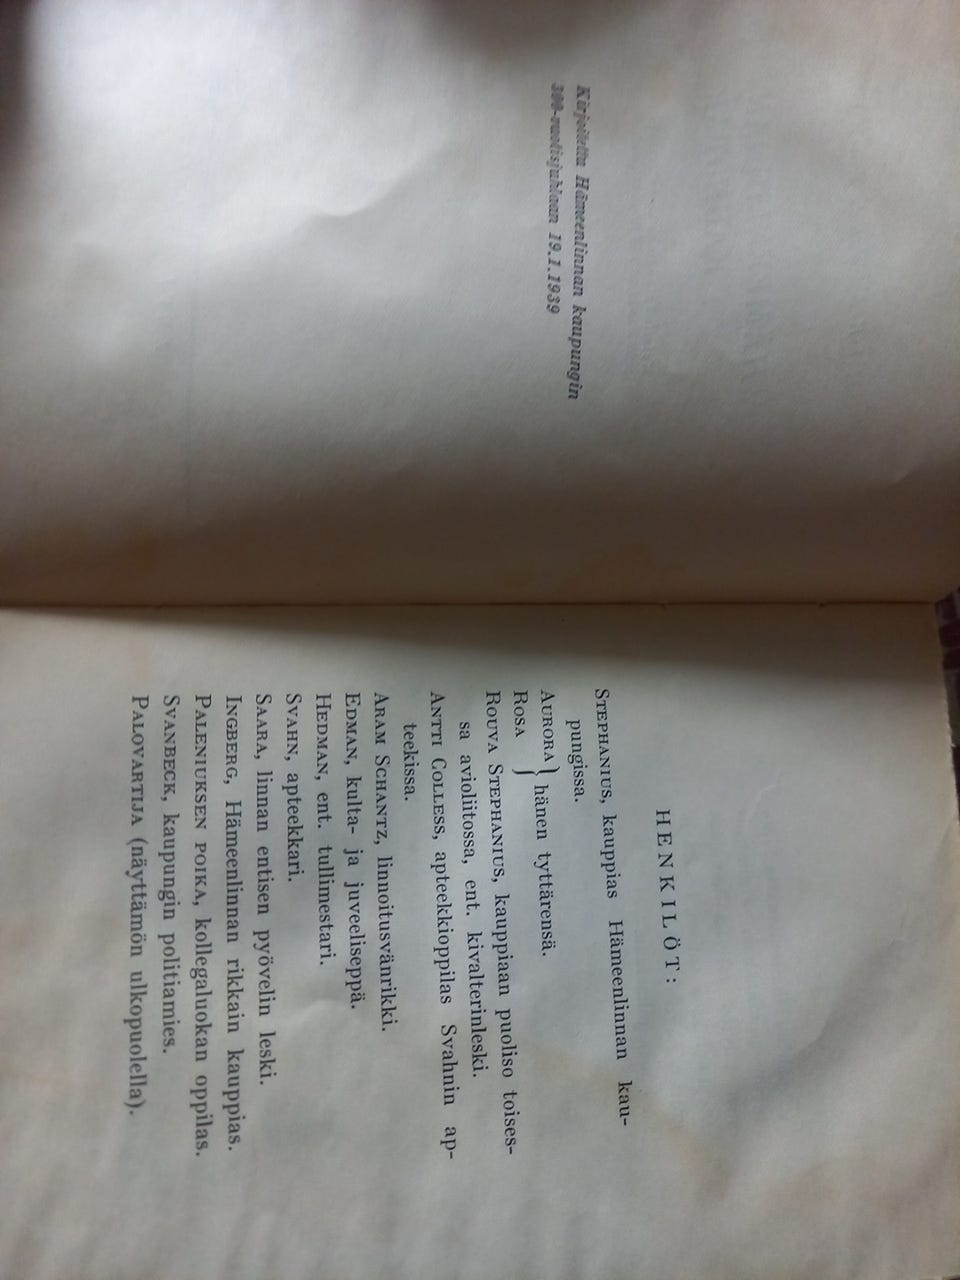 Kirjoitettu Hämeenlinnan kaupungin
300-vuotisjuhlaan 19.1.1939
HENKILÖT:
STEPHANIUS, kauppias Hämeenlinnan kau-
pungissa.
AURORA
ROSA } hänen tyttärensä.
ROUVA STEPHANIUS, kauppiaan puoliso toises-
sa avioliitossa, ent. kivalterinleski.
ANTTI COLLESS, apteekkioppilas Svahnin ap-
teekissa.
ARAM SCHANTZ, linnoitusvänrikki.
EDMAN, kulta- ja juveeliseppä.
HEDMAN, ent. tullimestari.
SVAHN, apteekkari.
SAARA, linnan entisen pyövelin leski.
INGBERG, Hämeenlinnan rikkain kauppias.
PALENIUKSEN POIKA, kollegaluokan oppilas.
SVANBECK, kaupungin politiamies.
PALOVARTIJA (näyttämön ulkopuolella).